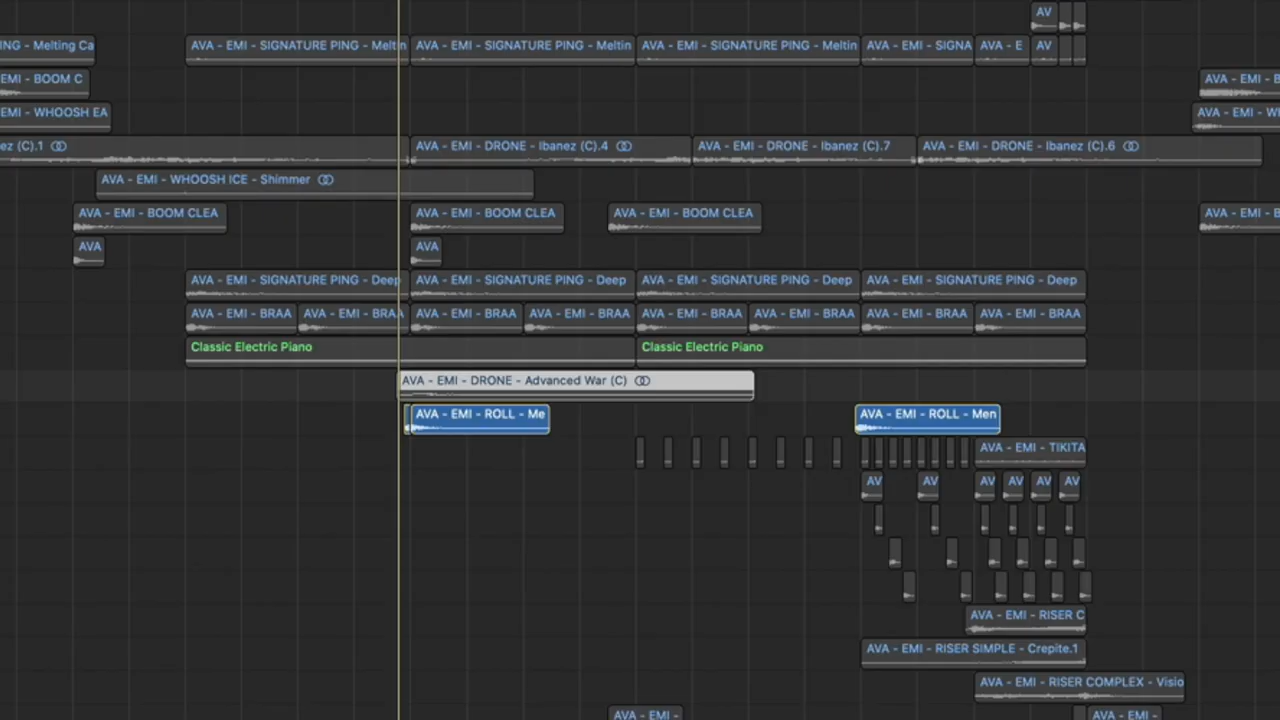 AV
ING - Melting Ca AVA - EMI - SIGNATURE PING - Meltin AVA - EMI - SIGNATURE PING - Meltin AVA - EMI - SIGNATURE PING - Meltin AVA - EMI - SIGNA AVA - E AV
EMI - BOOM C AVA - EMI - B
EMI - WHOOSH EA AVA - EMI - WH
ez (C).1 AVA - EMI - DRONE - Ibanez (C).4 AVA - EMI - DRONE - Ibanez (C).7 AVA - EMI - DRONE - Ibanez (C).6
AVA - EMI - WHOOSH ICE - Shimmer
AVA - EMI - BOOM CLEA AVA - EMI - BOOM CLEA AVA - EMI - BOOM CLEA AVA - EMI - B
AVA AVA
AVA - EMI - SIGNATURE PING - Deep AVA - EMI - SIGNATURE PING - Deep AVA - EMI - SIGNATURE PING - Deep AVA - EMI - SIGNATURE PING - Deep
AVA - EMI - BRAA AVA - EMI - BRAA AVA - EMI - BRAA AVA - EMI - BRAA AVA - EMI - BRAA AVA - EMI - BRAA AVA - EMI - BRAA AVA - EMI - BRAA
Classic Electric Piano Classic Electric Piano
AVA - EMI - DRONE - Advanced War (C)
AVA - EMI - ROLL - Me AVA - EMI - ROLL - Men
AVA - EMI - TIKITA
AV AV AV AV AV AV
AVA - EMI - RISER C
AVA - EMI - RISER SIMPLE - Crepite.1
AVA - EMI - RISER COMPLEX - Visio
AVA - EMI - AVA - EMI -